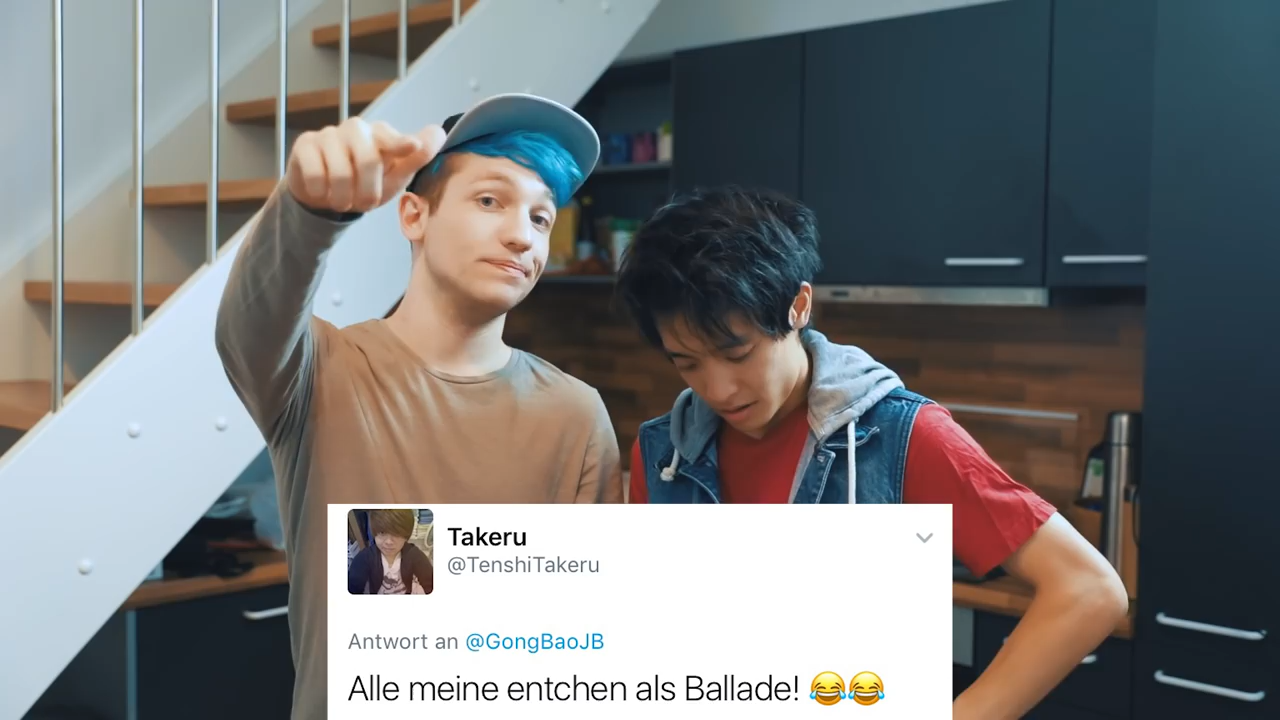 Takeru
@TenshiTakeru
Antwort an @GongBaoJB
Alle meine entchen als Ballade! 😂😂